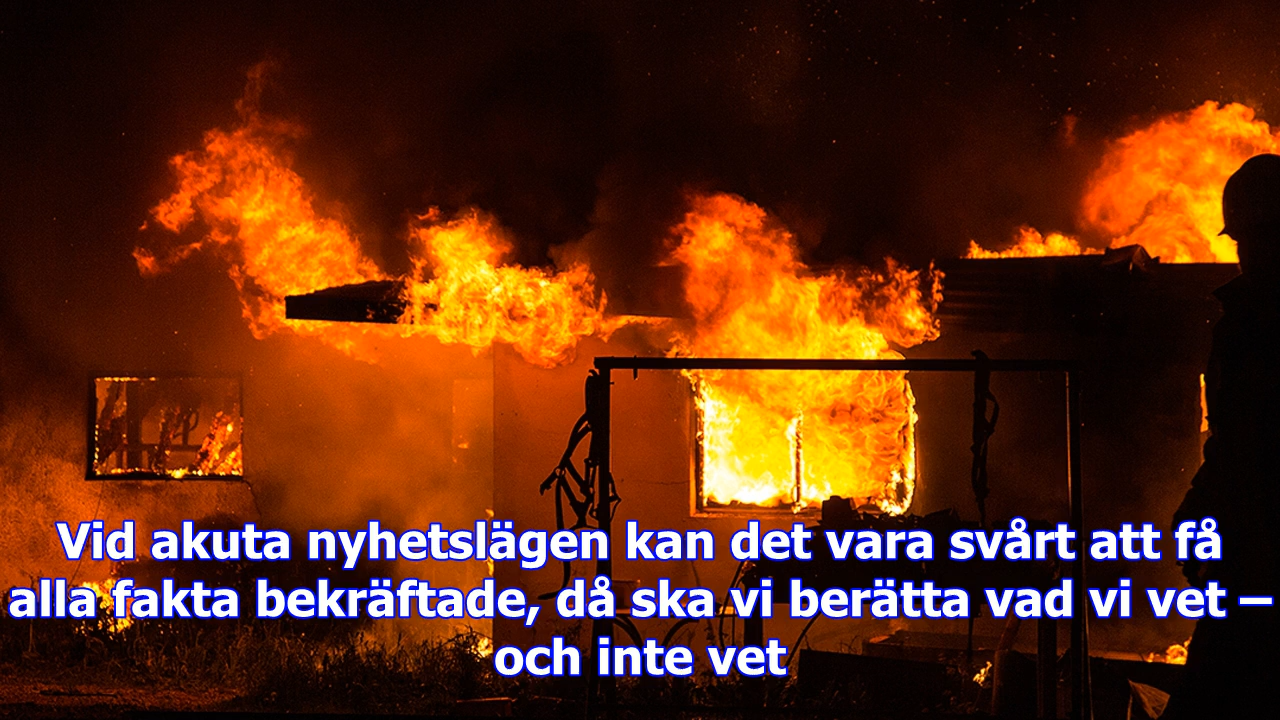 Vid akuta nyhetslägen kan det vara svårt att få
alla fakta bekräftade, då ska vi berätta vad vi vet –
och inte vet